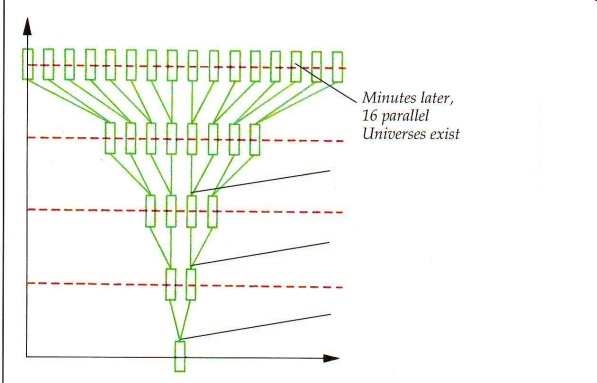 Minutes later,
16 parallel
Universes exist